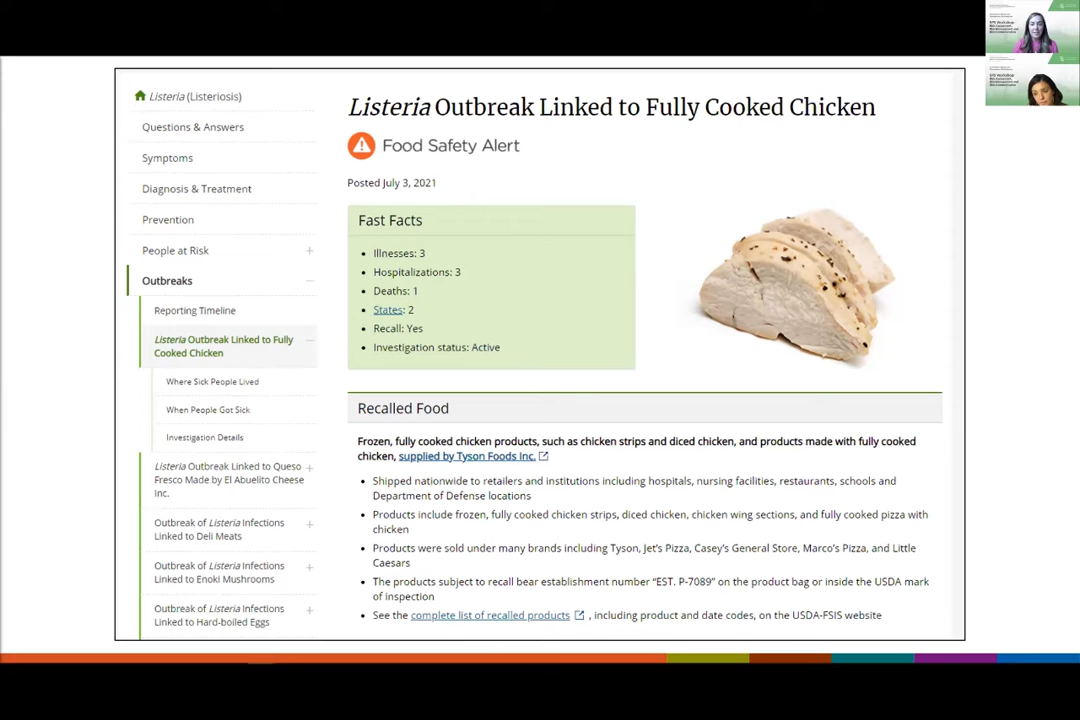 Listeria (Listeriosis)
Questions & Answers
Symptoms
Diagnosis & Treatment
Prevention
People at Risk
Outbreaks
Reporting Timeline
Listeria Outbreak Linked to Fully
Cooked Chicken
Where Sick People Lived
When People Got Sick
Investigation Details
Listeria Outbreak Linked to Queso
Fresco Made by El Abuelito Cheese
Inc.
Outbreak of Listeria Infections
Linked to Deli Meats
Outbreak of Listeria Infections
Linked to Enoki Mushrooms
Outbreak of Listeria Infections
Linked to Hard-boiled Eggs
Listeria Outbreak Linked to Fully Cooked Chicken
Food Safety Alert
Posted July 3, 2021
Fast Facts
Illnesses: 3
Hospitalizations: 3
Deaths: 1
States: 2
Recall: Yes
Investigation status: Active
Recalled Food
Frozen, fully cooked chicken products, such as chicken strips and diced chicken, and products made with fully cooked
chicken, supplied by Tyson Foods Inc.
Shipped nationwide to retailers and institutions including hospitals, nursing facilities, restaurants, schools and
Department of Defense locations
Products include frozen, fully cooked chicken strips, diced chicken, chicken wing sections, and fully cooked pizza with
chicken
Products were sold under many brands including Tyson, Jet's Pizza, Casey's General Store, Marco's Pizza, and Little
Caesars
The products subject to recall bear establishment number "EST. P-7089" on the product bag or inside the USDA mark
of inspection
See the complete list of recalled products , including product and date codes, on the USDA-FSIS website